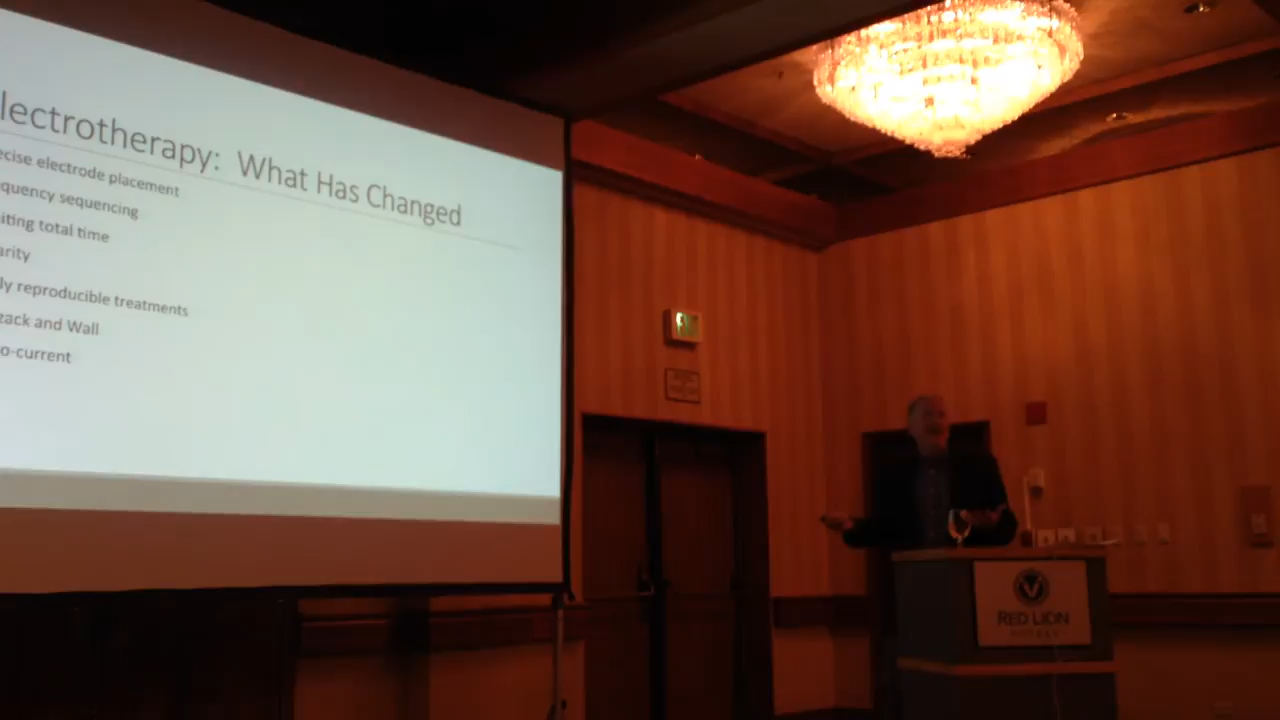 lectrotherapy: What Has Changed
ecise electrode placement
quency sequencing
iting total time
arity
ly reproducible treatments
zack and Wall
o-current
RED LION
HOTELS